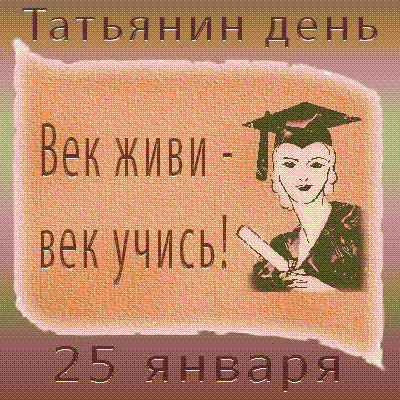 Татьянин день
Век живи -
век учись!
25 января